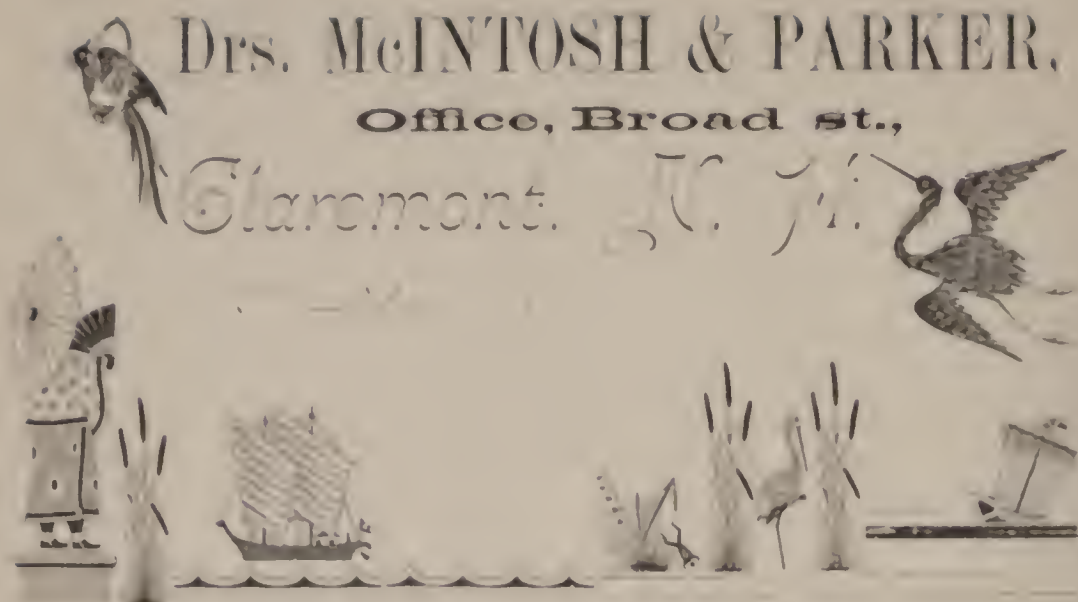 Drs. McINTOSH & PARKER,
Office, Broad st.,
Claremont. N. H.